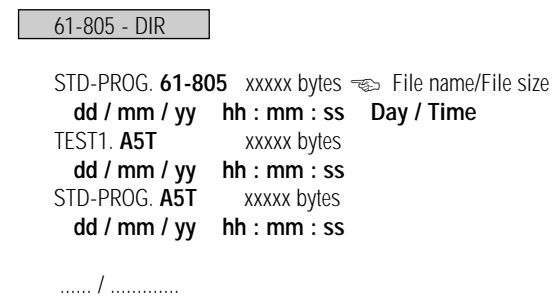 61-805 - DIR
STD-PROG. 61-805 xxxxx bytes ☜ File name/File size
dd / mm / yy hh : mm : ss Day / Time
TEST1. A5T xxxxx bytes
dd / mm / yy hh : mm : ss
STD-PROG. A5T xxxxx bytes
dd / mm / yy hh : mm : ss
...... / .............